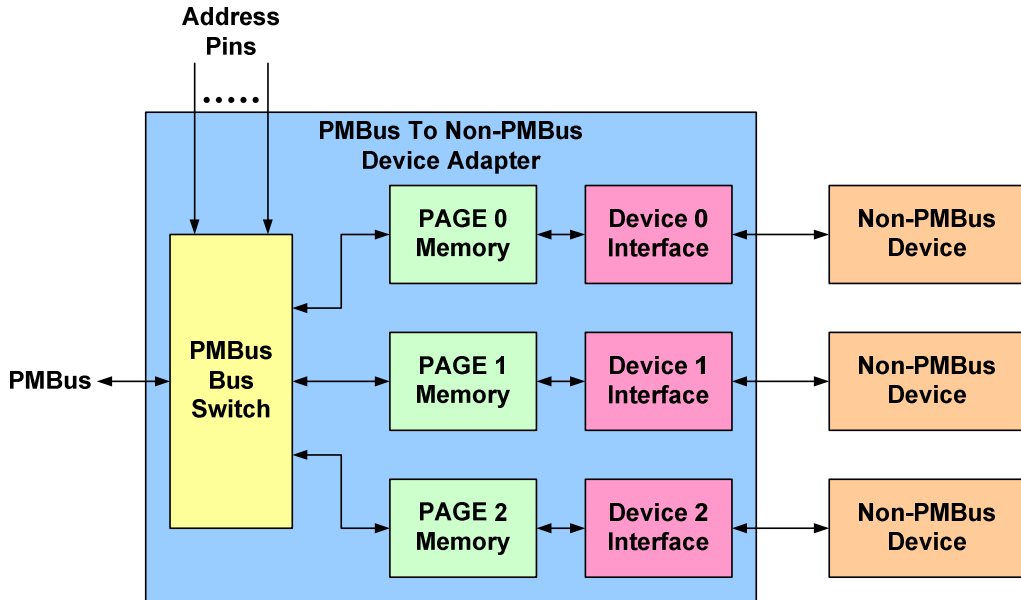 Address
Pins
PMBus To Non-PMBus
Device Adapter
PAGE 0
Memory
Device 0
Interface
Non-PMBus
Device
PMBus
PMBus
Bus
Switch
PAGE 1
Memory
Device 1
Interface
Non-PMBus
Device
PAGE 2
Memory
Device 2
Interface
Non-PMBus
Device